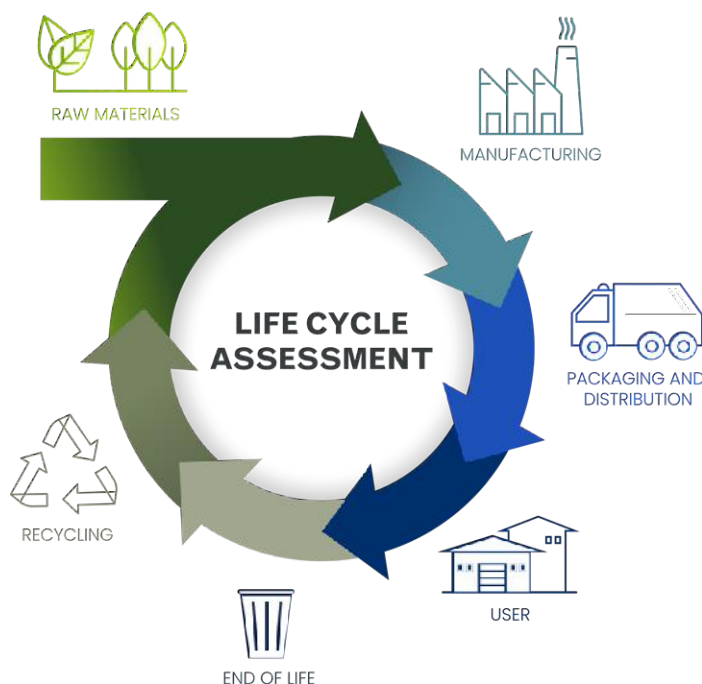 RAW MATERIALS
MANUFACTURING
LIFE CYCLE
ASSESSMENT
PACKAGING AND
DISTRIBUTION
RECYCLING
USER
END OF LIFE